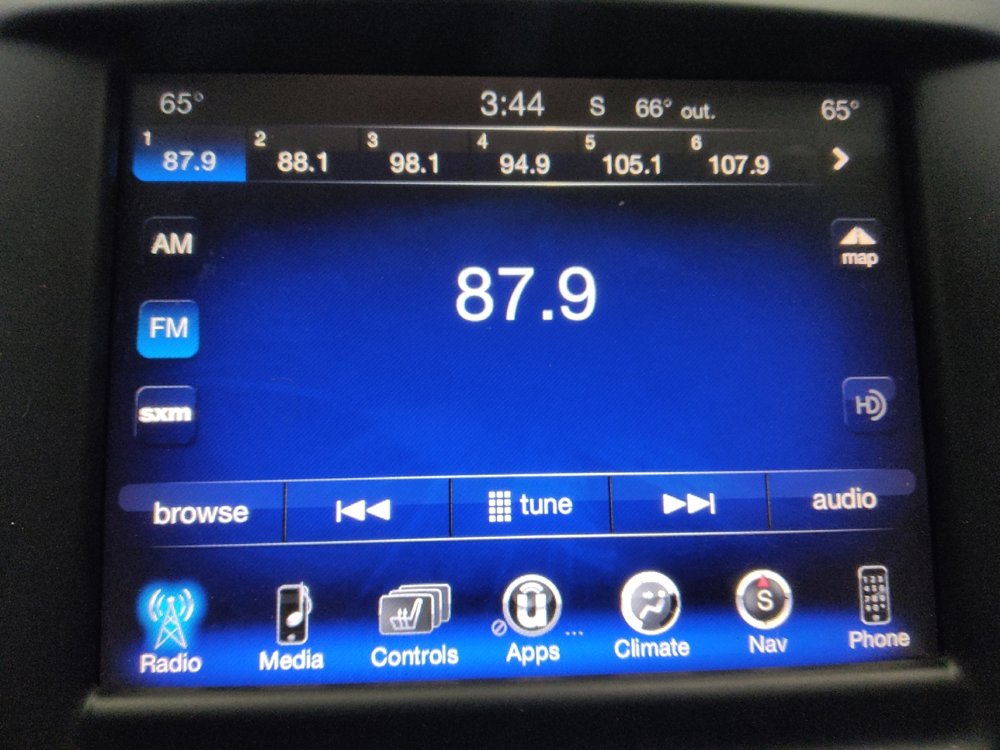 65° 3:44 S 66° out. 65°
1 87.9 2 88.1 3 98.1 4 94.9 5 105.1 6 107.9
AM
map
87.9
FM
sxm
HD
browse tune audio
Radio Media Controls Apps Climate Nav Phone
S